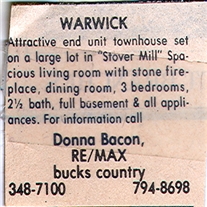 WARWICK
Attractive end unit townhouse set
on a large lot in "Stover Mill" Spa-
cious living room with stone fire-
place, dining room, 3 bedrooms,
2½ bath, full basement & all appli-
ances. For information call
Donna Bacon,
RE/MAX
bucks country
348-7100 794-8698